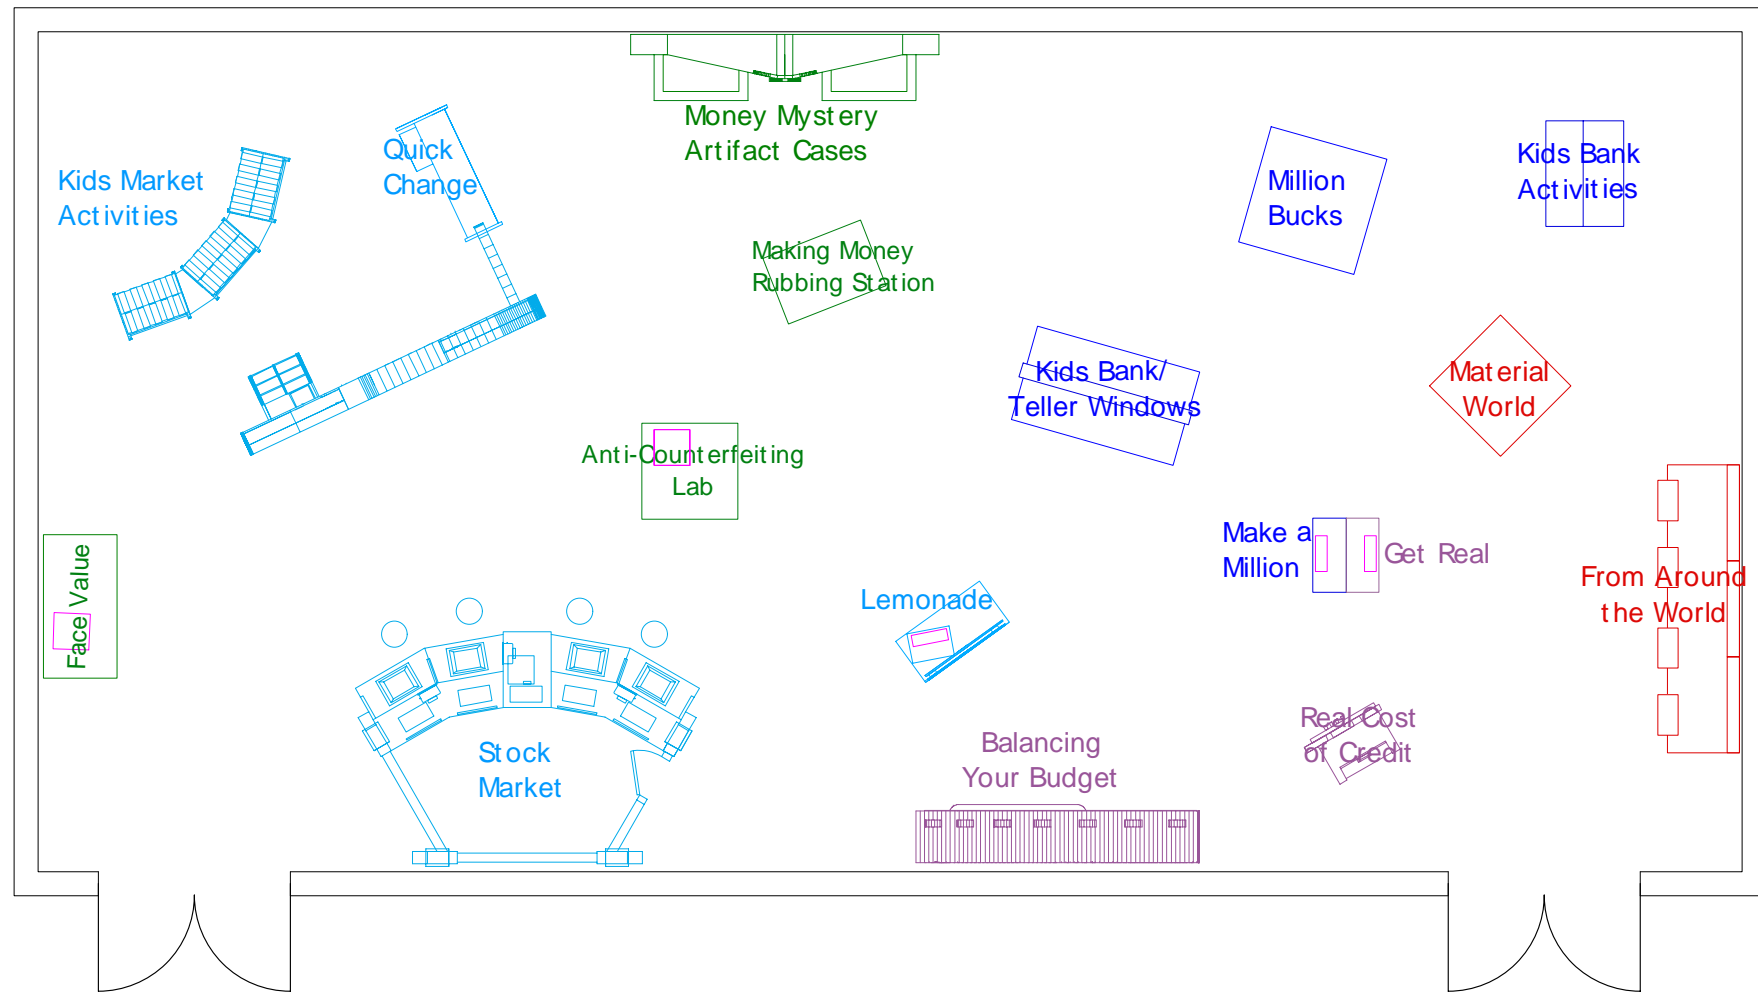 Money Mystery
Artifact Cases
Quick
Change
Kids Market
Activities
Million
Bucks
Kids Bank
Activities
Making Money
Rubbing Station
Kids Bank/
Teller Windows
Material
World
Anti-Counterfeiting
Lab
Face Value
Make a
Million
Get Real
From Around
the World
Lemonade
Stock
Market
Balancing
Your Budget
Real Cost
of Credit